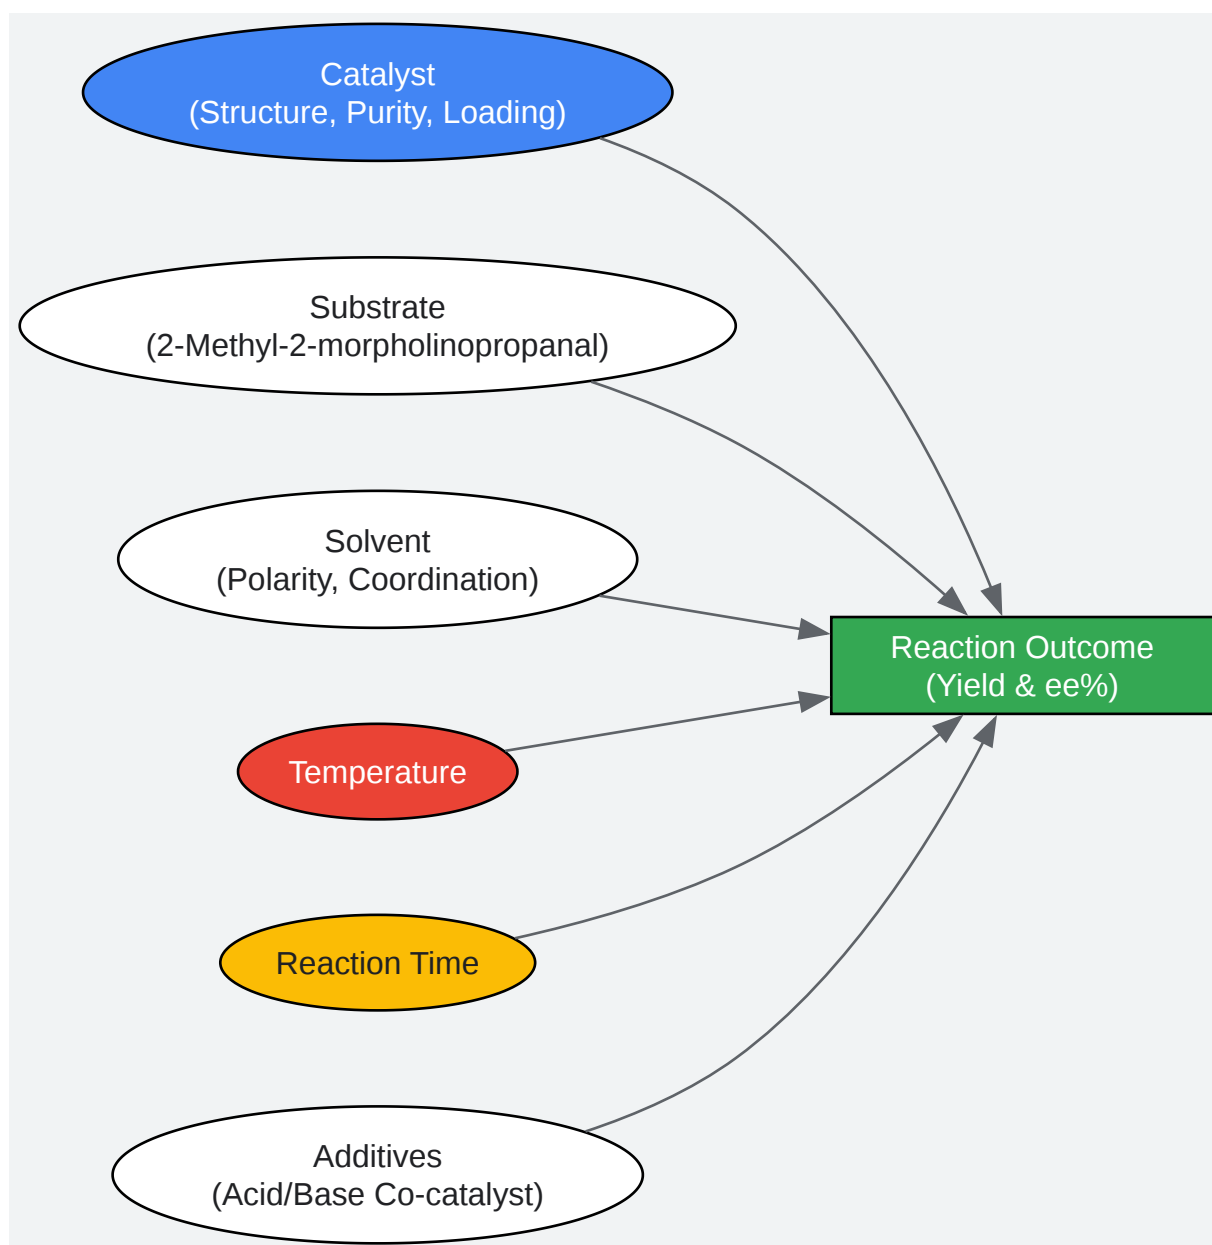 Catalyst
(Structure, Purity, Loading)
Substrate
(2-Methyl-2-morpholinopropanal)
Solvent
(Polarity, Coordination)
Reaction Outcome
(Yield & ee%)
Temperature
Reaction Time
Additives
(Acid/Base Co-catalyst)